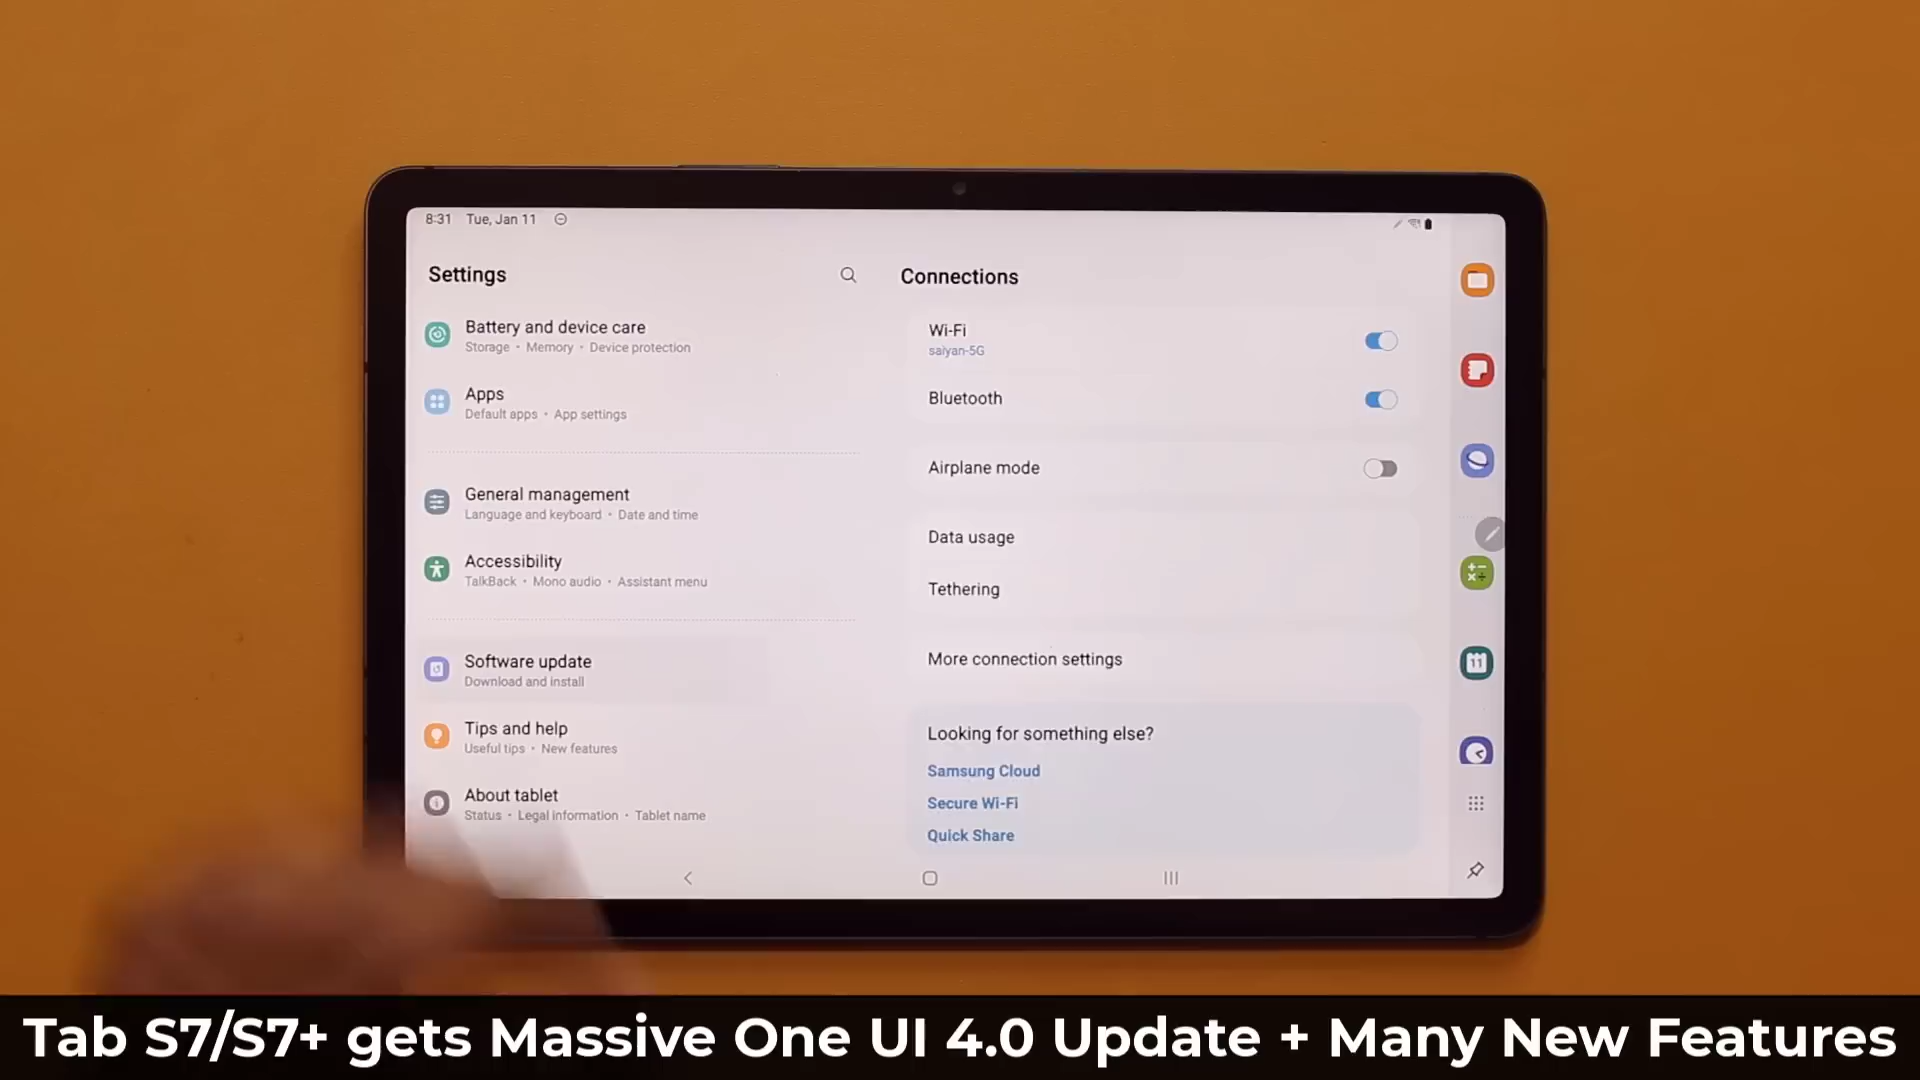 8:31 Tue, Jan 11
Settings
Battery and device care
Storage • Memory • Device protection
Apps
Default apps • App settings
General management
Language and keyboard • Date and time
Accessibility
TalkBack • Mono audio • Assistant menu
Software update
Download and install
Tips and help
Useful tips • New features
About tablet
Status • Legal information • Tablet name
Connections
Wi-Fi
saiyan-5G
Bluetooth
Airplane mode
Data usage
Tethering
More connection settings
Looking for something else?
Samsung Cloud
Secure Wi-Fi
Quick Share
11
Tab S7/S7+ gets Massive One UI 4.0 Update + Many New Features